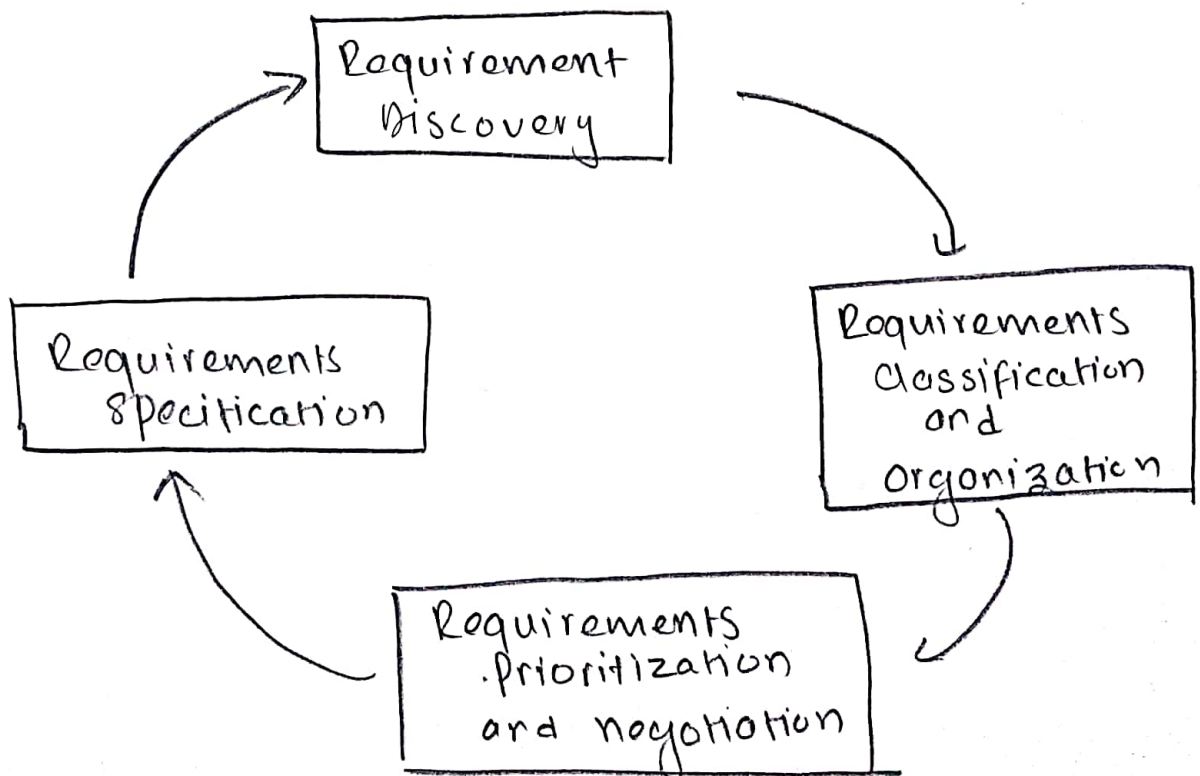 Requirement
Discovery
Requirements
Classification
and
Organization
Requirements
Specification
Requirements
Prioritization
and negotiation